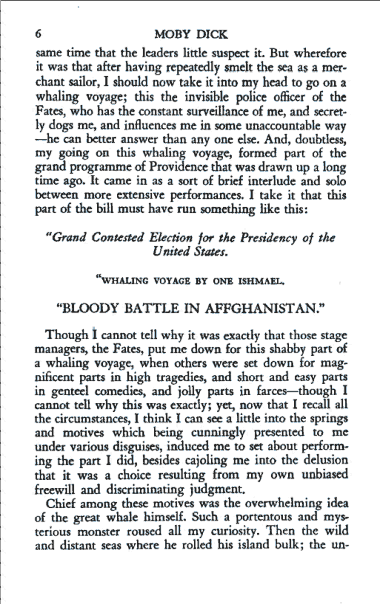 6 MOBY DICK
same time that the leaders little suspect it. But wherefore
it was that after having repeatedly smelt the sea as a mer-
chant sailor, I should now take it into my head to go on a
whaling voyage; this the invisible police officer of the
Fates, who has the constant surveillance of me, and secret-
ly dogs me, and influences me in some unaccountable way
—he can better answer than any one else. And, doubtless,
my going on this whaling voyage, formed part of the
grand programme of Providence that was drawn up a long
time ago. It came in as a sort of brief interlude and solo
between more extensive performances. I take it that this
part of the bill must have run something like this:
"Grand Contested Election for the Presidency of the
United States.
"WHALING VOYAGE BY ONE ISHMAEL.
"BLOODY BATTLE IN AFFGHANISTAN."
Though I cannot tell why it was exactly that those stage
managers, the Fates, put me down for this shabby part of
a whaling voyage, when others were set down for mag-
nificent parts in high tragedies, and short and easy parts
in genteel comedies, and jolly parts in farces—though I
cannot tell why this was exactly; yet, now that I recall all
the circumstances, I think I can see a little into the springs
and motives which being cunningly presented to me
under various disguises, induced me to set about perform-
ing the part I did, besides cajoling me into the delusion
that it was a choice resulting from my own unbiased
freewill and discriminating judgment.
Chief among these motives was the overwhelming idea
of the great whale himself. Such a portentous and mys-
terious monster roused all my curiosity. Then the wild
and distant seas where he rolled his island bulk; the un-